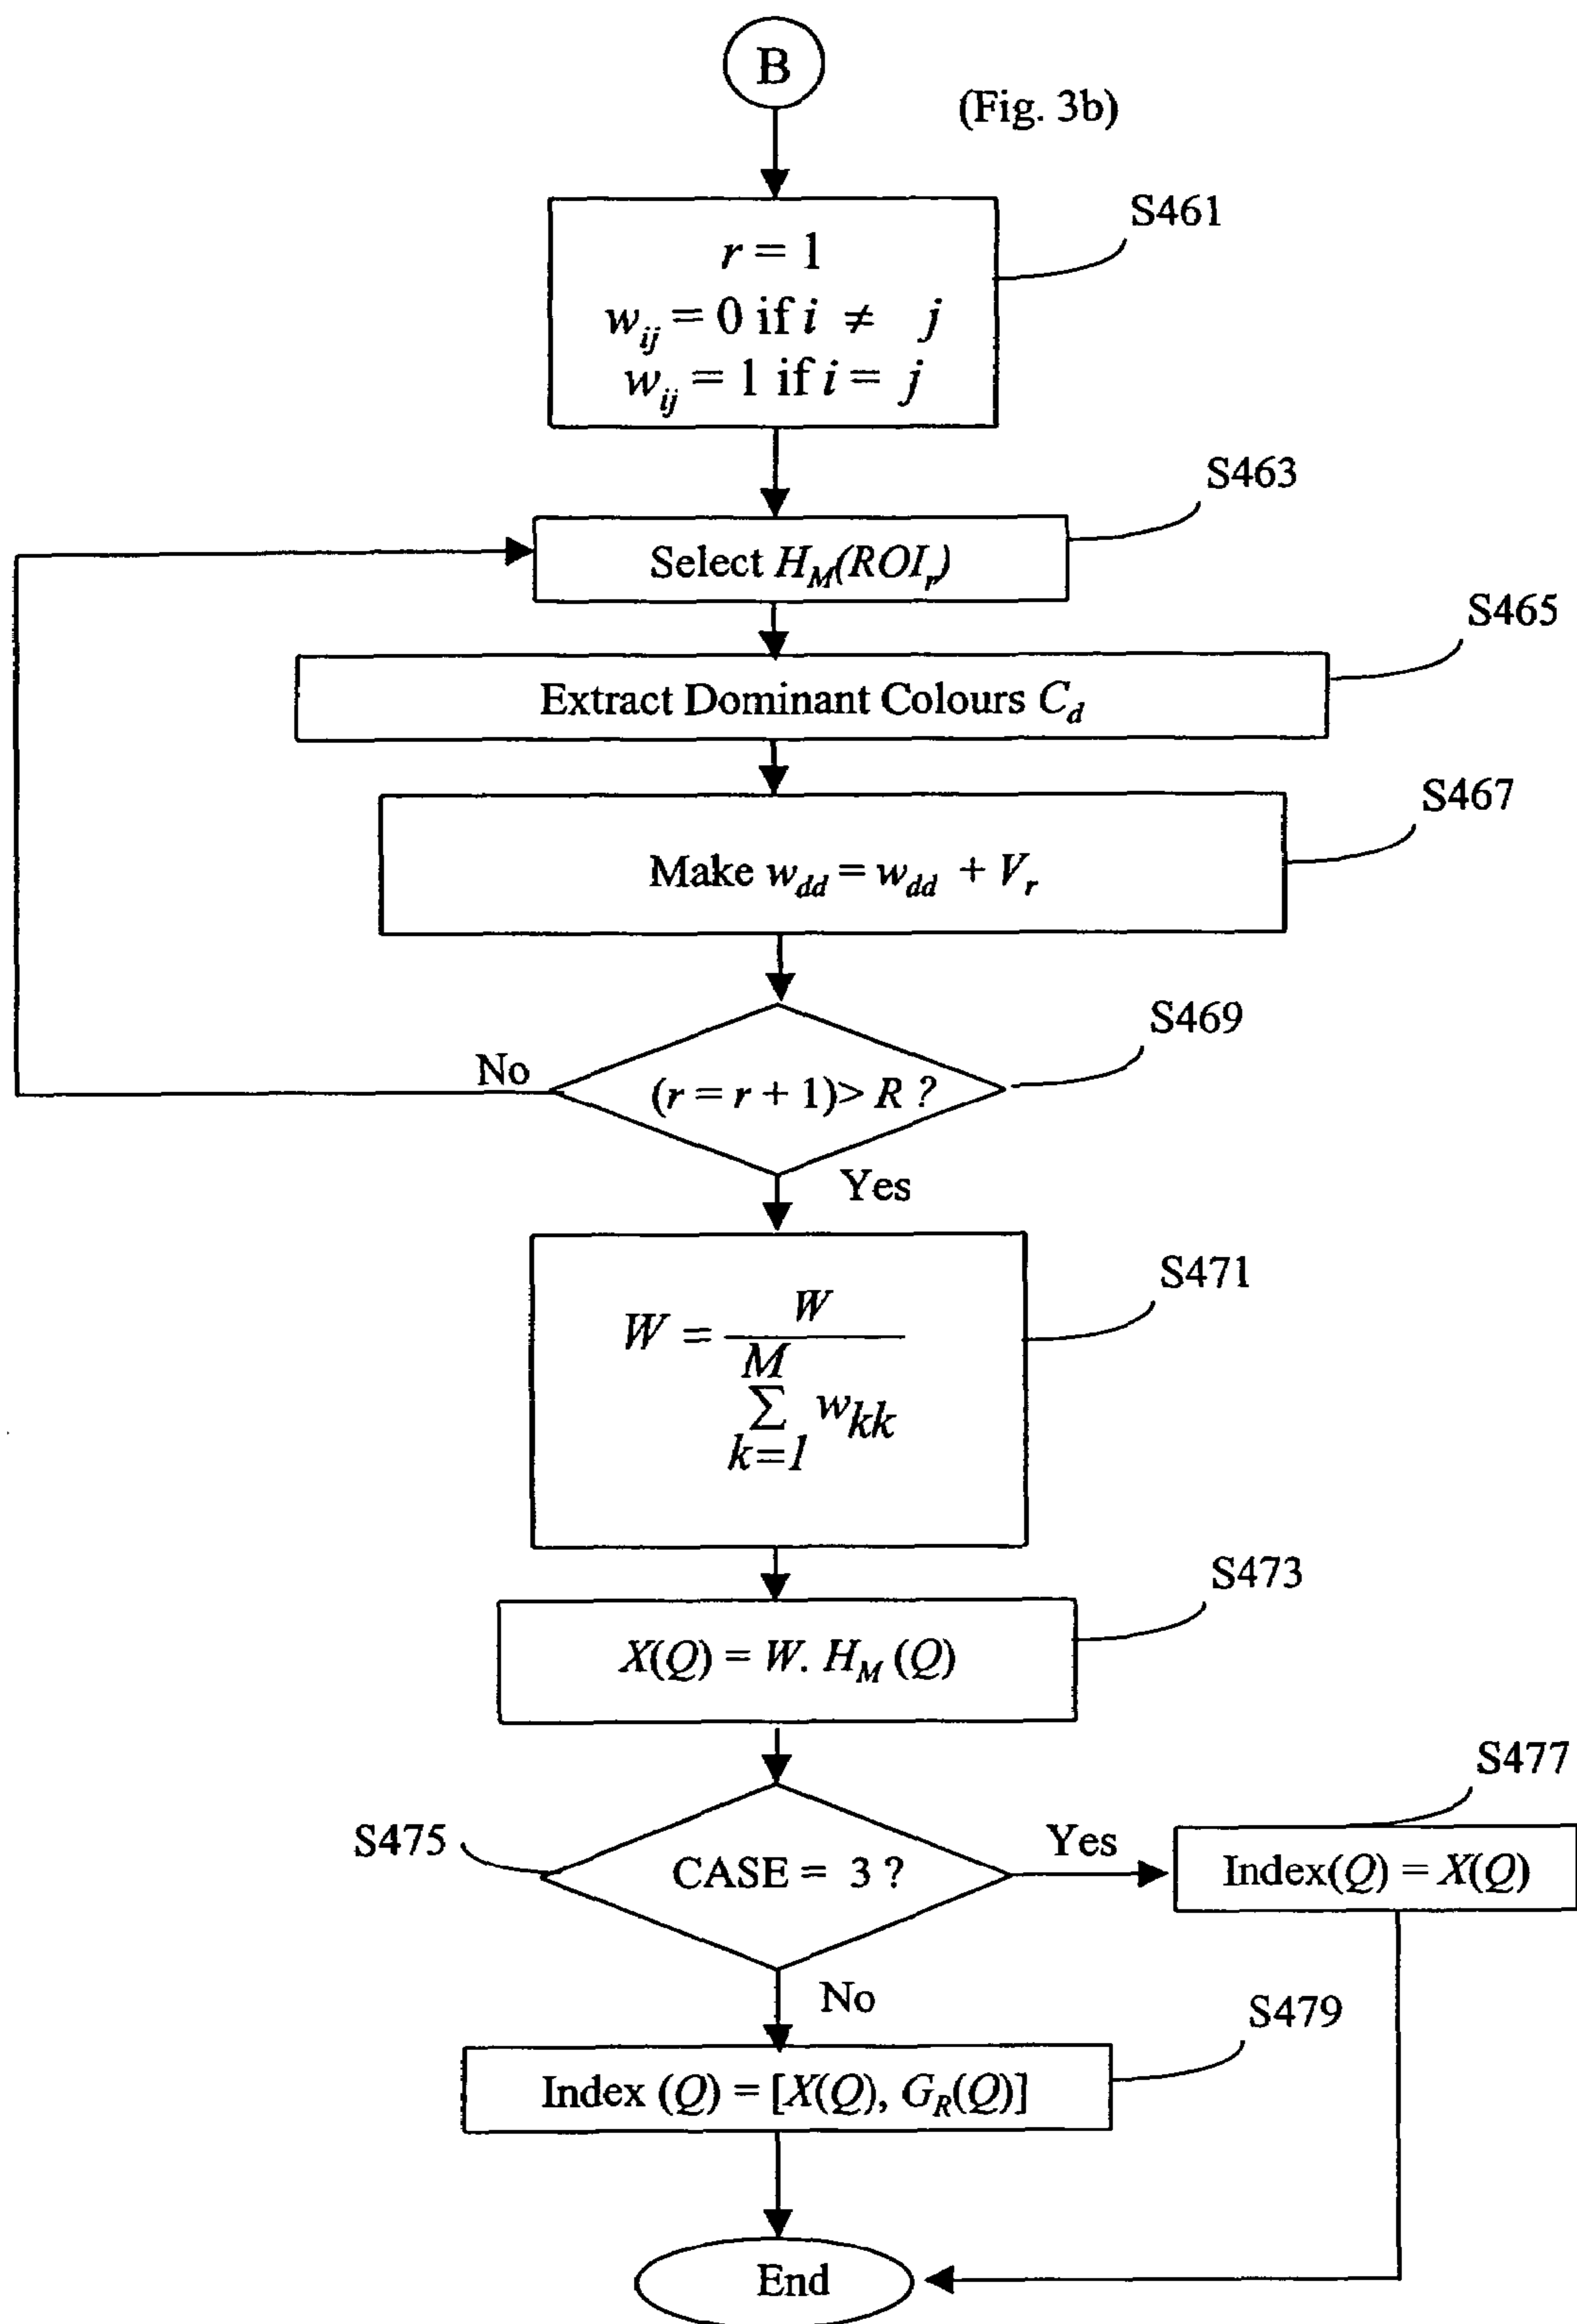 B
(Fig. 3b)
S461
r = 1
w_ij = 0 if i ≠ j
w_ij = 1 if i = j
S463
Select H_M(ROI_r)
S465
Extract Dominant Colours C_d
S467
Make w_dd = w_dd + V_r
S469
No
(r = r + 1)> R ?
Yes
S471
W = W
M
∑ w_kk
k=1
S473
X(Q) = W. H_M (Q)
S477
S475
CASE = 3 ?
Yes
Index(Q) = X(Q)
No
S479
Index (Q) = [X(Q), G_R(Q)]
End